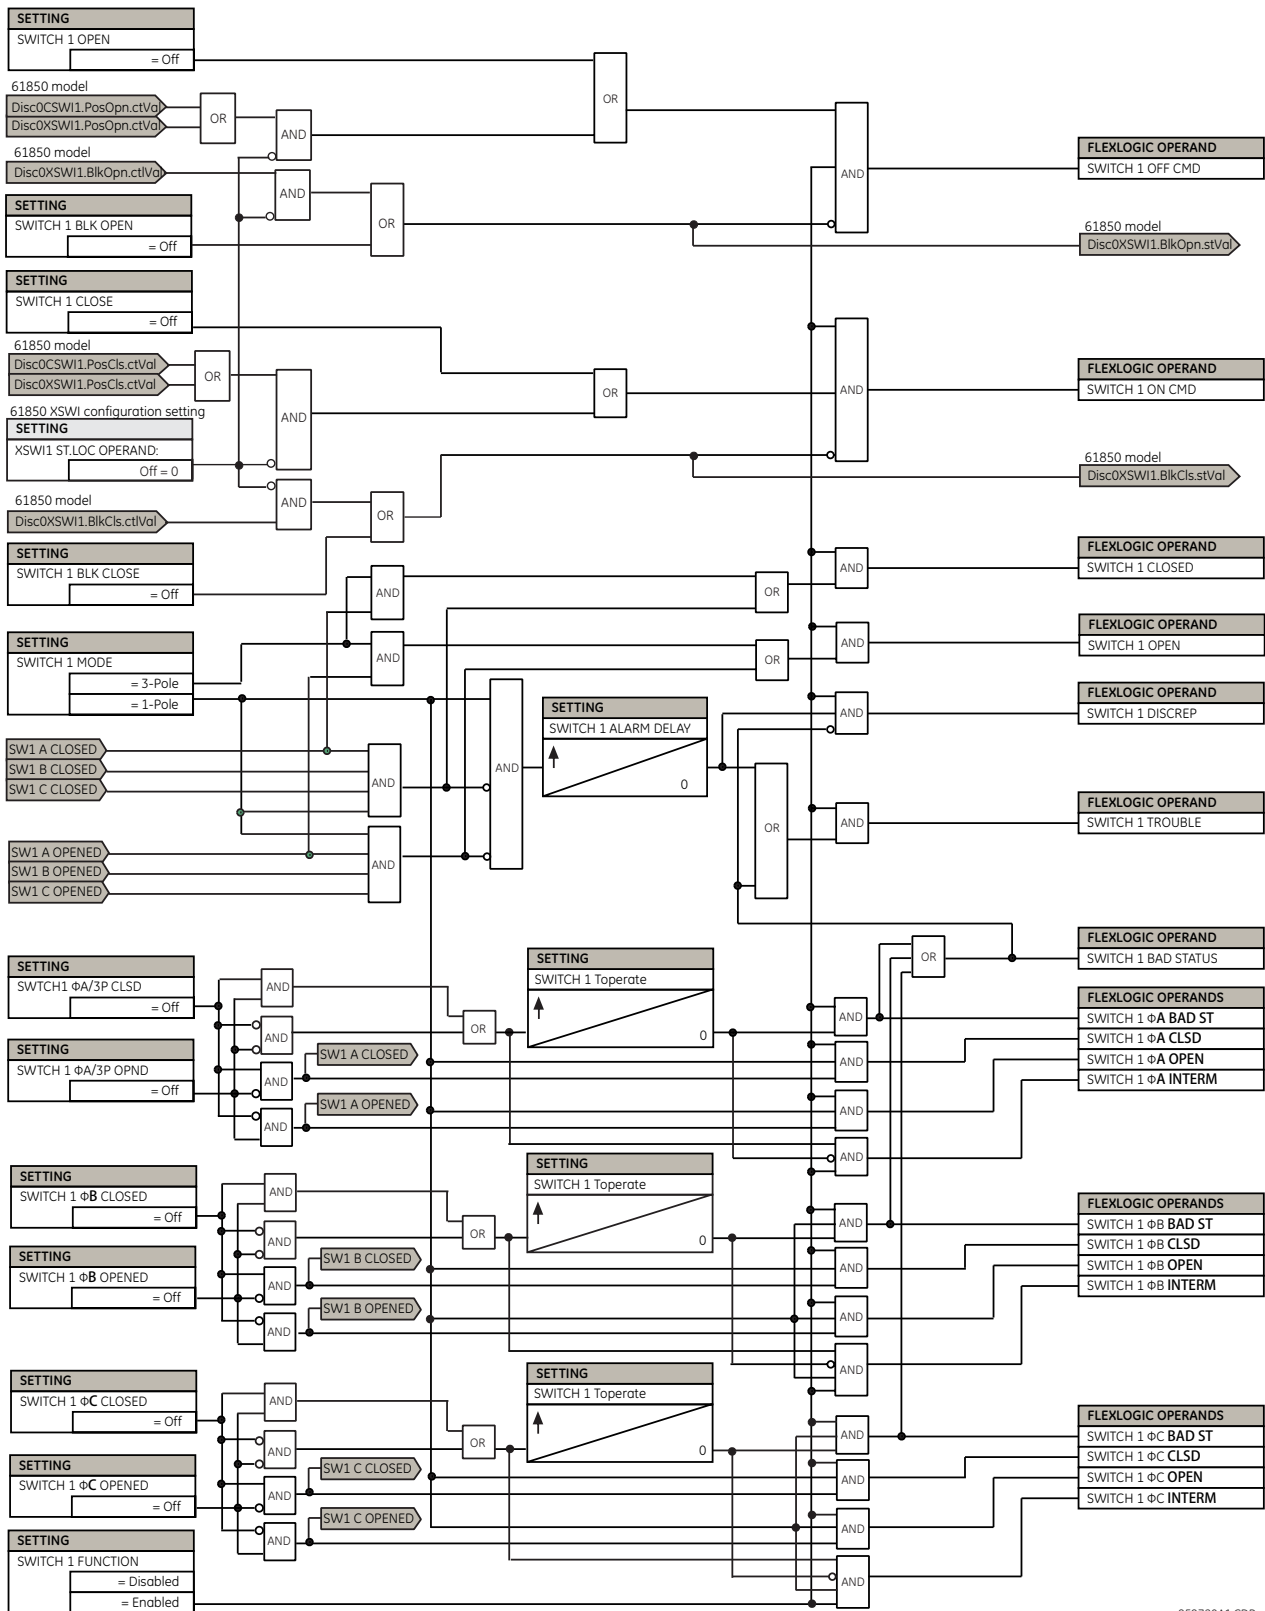 SETTING
SWITCH 1 OPEN
= Off
61850 model
Disc0CSWI1.PosOpn.ctVal
Disc0XSWI1.PosOpn.ctVal
OR
AND
OR
61850 model
Disc0XSWI1.BlkOpn.ctlVal
AND
SETTING
SWITCH 1 BLK OPEN
= Off
OR
AND
FLEXLOGIC OPERAND
SWITCH 1 OFF CMD
61850 model
Disc0XSWI1.BlkOpn.stVal
SETTING
SWITCH 1 CLOSE
= Off
61850 model
Disc0CSWI1.PosCls.ctVal
Disc0XSWI1.PosCls.ctVal
OR
AND
OR
AND
FLEXLOGIC OPERAND
SWITCH 1 ON CMD
61850 XSWI configuration setting
SETTING
XSWI1 ST.LOC OPERAND:
Off = 0
61850 model
Disc0XSWI1.BlkCls.stVal
61850 model
Disc0XSWI1.BlkCls.ctlVal
AND
OR
SETTING
SWITCH 1 BLK CLOSE
= Off
AND
OR
AND
FLEXLOGIC OPERAND
SWITCH 1 CLOSED
SETTING
SWITCH 1 MODE
= 3-Pole
= 1-Pole
AND
OR
AND
FLEXLOGIC OPERAND
SWITCH 1 OPEN
SETTING
SWITCH 1 ALARM DELAY
0
AND
AND
FLEXLOGIC OPERAND
SWITCH 1 DISCREP
SW1 A CLOSED
SW1 B CLOSED
SW1 C CLOSED
AND
OR
AND
FLEXLOGIC OPERAND
SWITCH 1 TROUBLE
SW1 A OPENED
SW1 B OPENED
SW1 C OPENED
AND
OR
FLEXLOGIC OPERAND
SWITCH 1 BAD STATUS
SETTING
SWTCH1 ΦA/3P CLSD
= Off
SETTING
SWTCH 1 ΦA/3P OPND
= Off
AND
AND
AND
AND
OR
SW1 A CLOSED
SW1 A OPENED
SETTING
SWITCH 1 Toperate
0
AND
AND
AND
AND
FLEXLOGIC OPERANDS
SWITCH 1 ΦA BAD ST
SWITCH 1 ΦA CLSD
SWITCH 1 ΦA OPEN
SWITCH 1 ΦA INTERM
SETTING
SWITCH 1 ΦB CLOSED
= Off
SETTING
SWITCH 1 ΦB OPENED
= Off
AND
AND
AND
AND
OR
SW1 B CLOSED
SW1 B OPENED
SETTING
SWITCH 1 Toperate
0
AND
AND
AND
AND
FLEXLOGIC OPERANDS
SWITCH 1 ΦB BAD ST
SWITCH 1 ΦB CLSD
SWITCH 1 ΦB OPEN
SWITCH 1 ΦB INTERM
SETTING
SWITCH 1 ΦC CLOSED
= Off
SETTING
SWITCH 1 ΦC OPENED
= Off
AND
AND
AND
AND
OR
SW1 C CLOSED
SW1 C OPENED
SETTING
SWITCH 1 Toperate
0
AND
AND
AND
AND
FLEXLOGIC OPERANDS
SWITCH 1 ΦC BAD ST
SWITCH 1 ΦC CLSD
SWITCH 1 ΦC OPEN
SWITCH 1 ΦC INTERM
SETTING
SWITCH 1 FUNCTION
= Disabled
= Enabled